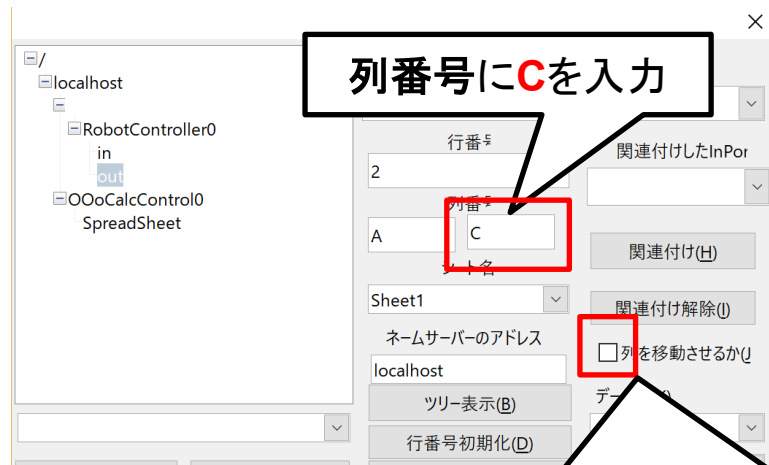 /
localhost
RobotController0
in
out
OOoCalcControl0
SpreadSheet
列番号にCを入力
行番号
2
列番号
A
C
シート名
Sheet1
ネームサーバーのアドレス
localhost
ツリー表示(B)
行番号初期化(D)
関連付けしたInPor
関連付け(H)
関連付け解除(I)
列を移動させるか(J
デー